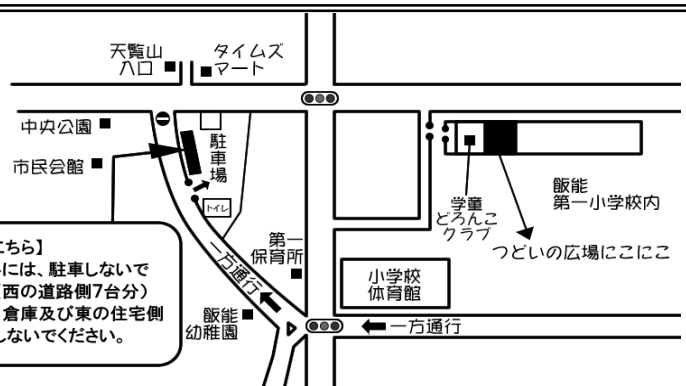 天覧山
入口
タイムズ
マート
中央公園
市民会館
駐車場
トイレ
学童
どろんこ
クラブ
飯能
第一小学校内
つどいの広場にこにこ
第一
保育所
一方通行
小学校
体育館
飯能
幼稚園
一方通行
こちら】
には、駐車しないで
西の道路側7台分）
倉庫及び東の住宅側
しないでください。